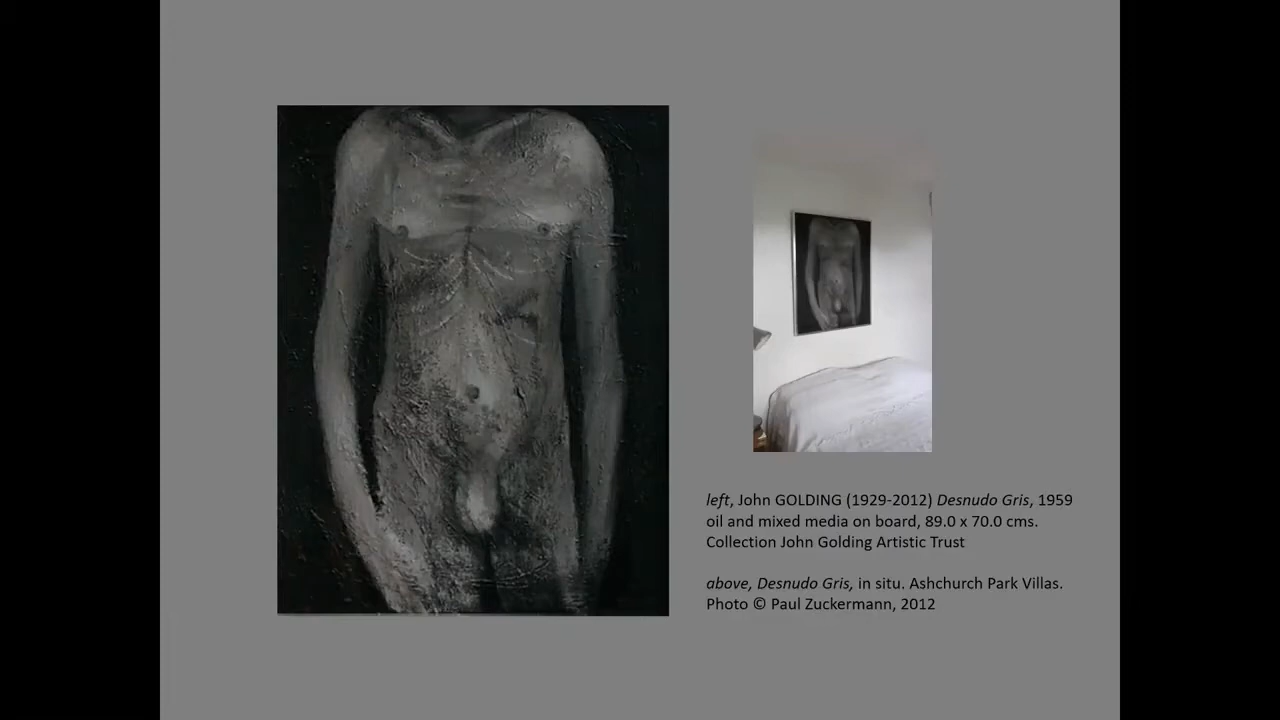 left, John GOLDING (1929-2012) Desnudo Gris, 1959
oil and mixed media on board, 89.0 x 70.0 cms.
Collection John Golding Artistic Trust
above, Desnudo Gris, in situ. Ashchurch Park Villas.
Photo © Paul Zuckermann, 2012